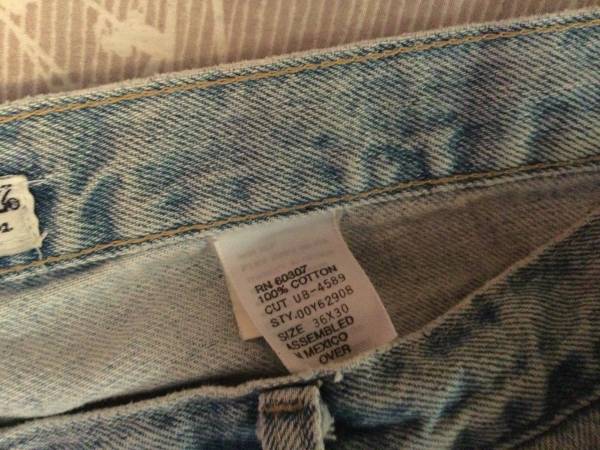 RN 60307
100% COTTON
CUT UB-4589
STY.00Y62908
SIZE 36X30
ASSEMBLED
MEXICO
OVER